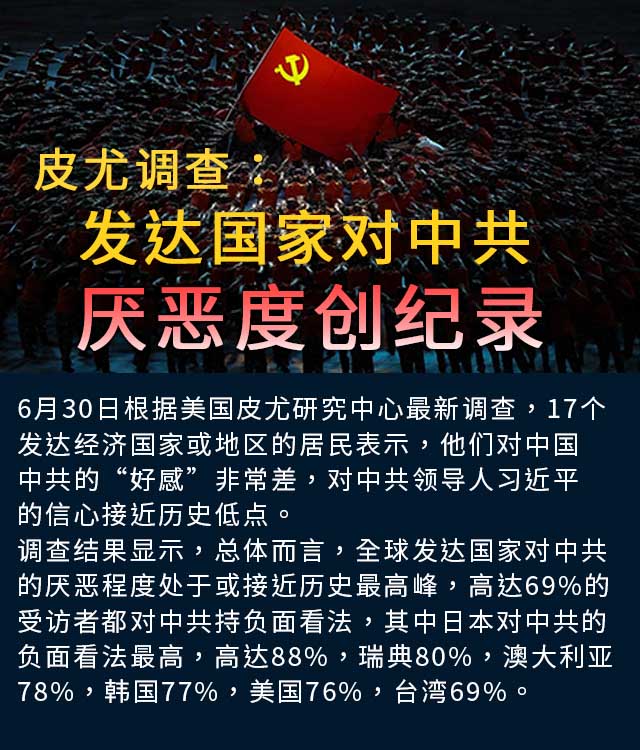 皮尤调查：
发达国家对中共
厌恶度创纪录
6月30日根据美国皮尤研究中心最新调查，17个
发达经济国家或地区的居民表示，他们对中国
中共的“好感”非常差，对中共领导人习近平
的信心接近历史低点。
调查结果显示，总体而言，全球发达国家对中共
的厌恶程度处于或接近历史最高峰，高达69%的
受访者都对中共持负面看法，其中日本对中共的
负面看法最高，高达88%，瑞典80%，澳大利亚
78%，韩国77%，美国76%，台湾69%。